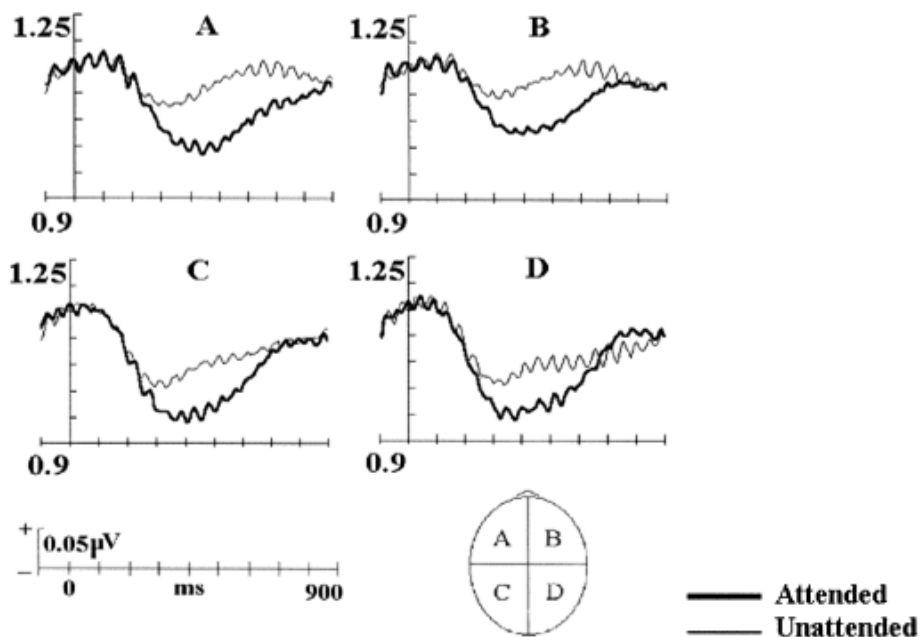 1.25 A
0.9
1.25 B
0.9
1.25 C
0.9
1.25 D
0.9
+
0.05µV
–
0 ms 900
A B
C D
Attended
Unattended